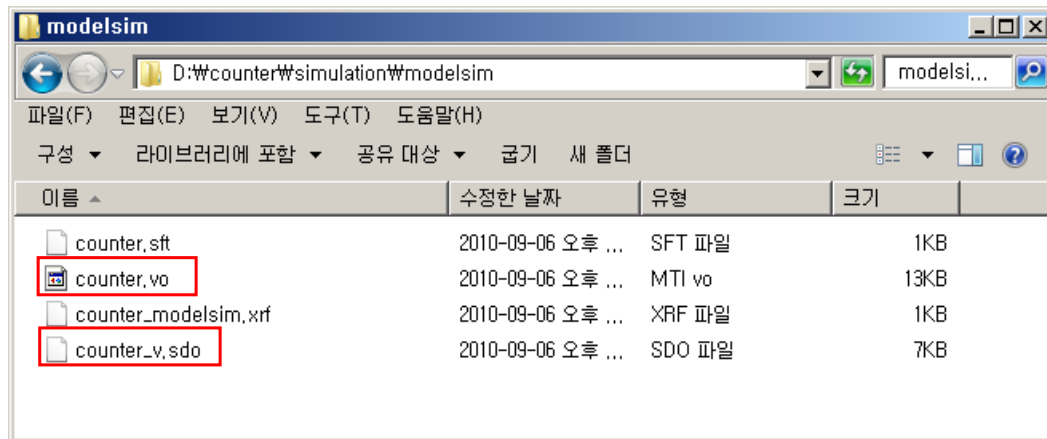 modelsim
D:₩counter₩simulation₩modelsim modelsi...
파일(F) 편집(E) 보기(V) 도구(T) 도움말(H)
구성 라이브러리에 포함 공유 대상 굽기 새 폴더
이름 수정한 날짜 유형 크기
counter.sft 2010-09-06 오후 ... SFT 파일 1KB
counter.vo 2010-09-06 오후 ... MTI vo 13KB
counter_modelsim.xrf 2010-09-06 오후 ... XRF 파일 1KB
counter_v.sdo 2010-09-06 오후 ... SDO 파일 7KB